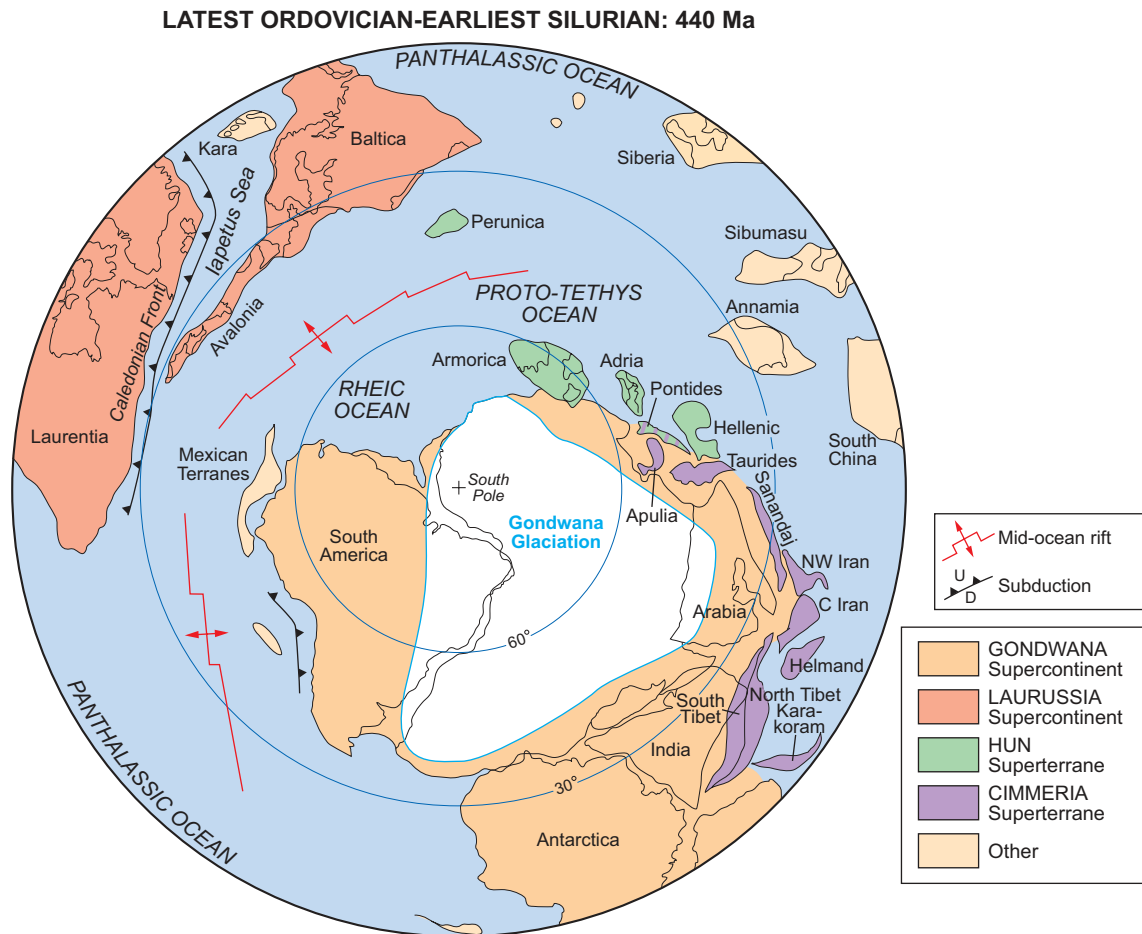 LATEST ORDOVICIAN-EARLIEST SILURIAN: 440 Ma
PANTHALASSIC OCEAN
Kara
Baltica
Siberia
Iapetus Sea
Perunica
Sibumasu
PROTO-TETHYS
OCEAN
Annamia
Avalonia
Caledonian Front
Armorica
Adria
Pontides
RHEIC
OCEAN
Laurentia
Hellenic
South
China
Mexican
Terranes
Taurides
South
Pole
Apulia
Sanandaj
Gondwana
Glaciation
South
America
NW Iran
Arabia
C Iran
60°
Helmand
South
Tibet
North Tibet
Kara-
koram
India
PANTHALASSIC OCEAN
30°
Antarctica
Mid-ocean rift
U
D
Subduction
GONDWANA
Supercontinent
LAURUSSIA
Supercontinent
HUN
Superterrane
CIMMERIA
Superterrane
Other